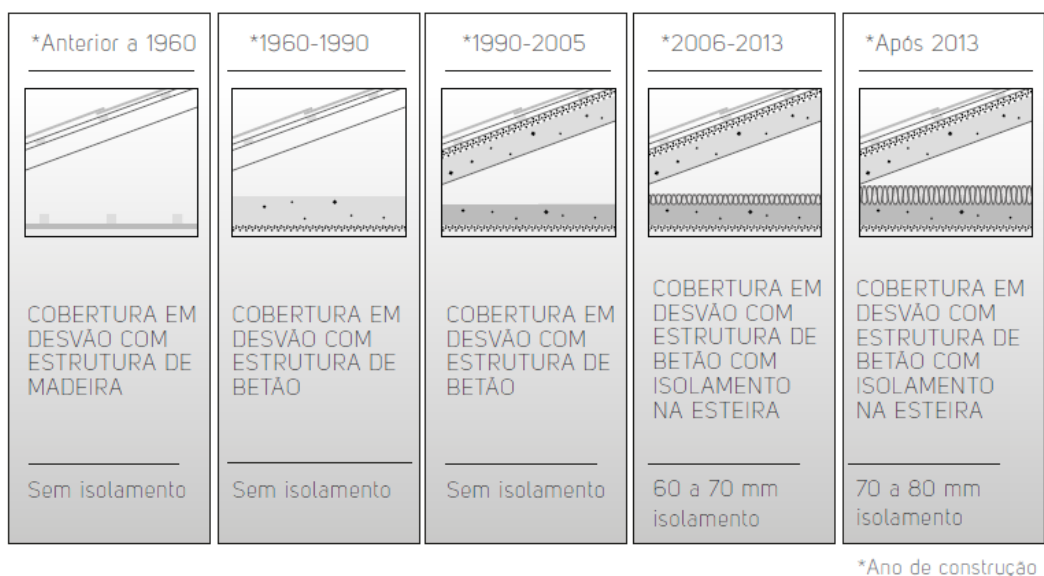 *Anterior a 1960
COBERTURA EM
DESVÃO COM
ESTRUTURA DE
MADEIRA
Sem isolamento
*1960-1990
COBERTURA EM
DESVÃO COM
ESTRUTURA DE
BETÃO
Sem isolamento
*1990-2005
COBERTURA EM
DESVÃO COM
ESTRUTURA DE
BETÃO
Sem isolamento
*2006-2013
COBERTURA EM
DESVÃO COM
ESTRUTURA DE
BETÃO COM
ISOLAMENTO
NA ESTEIRA
60 a 70 mm
isolamento
*Após 2013
COBERTURA EM
DESVÃO COM
ESTRUTURA DE
BETÃO COM
ISOLAMENTO
NA ESTEIRA
70 a 80 mm
isolamento
*Ano de construção